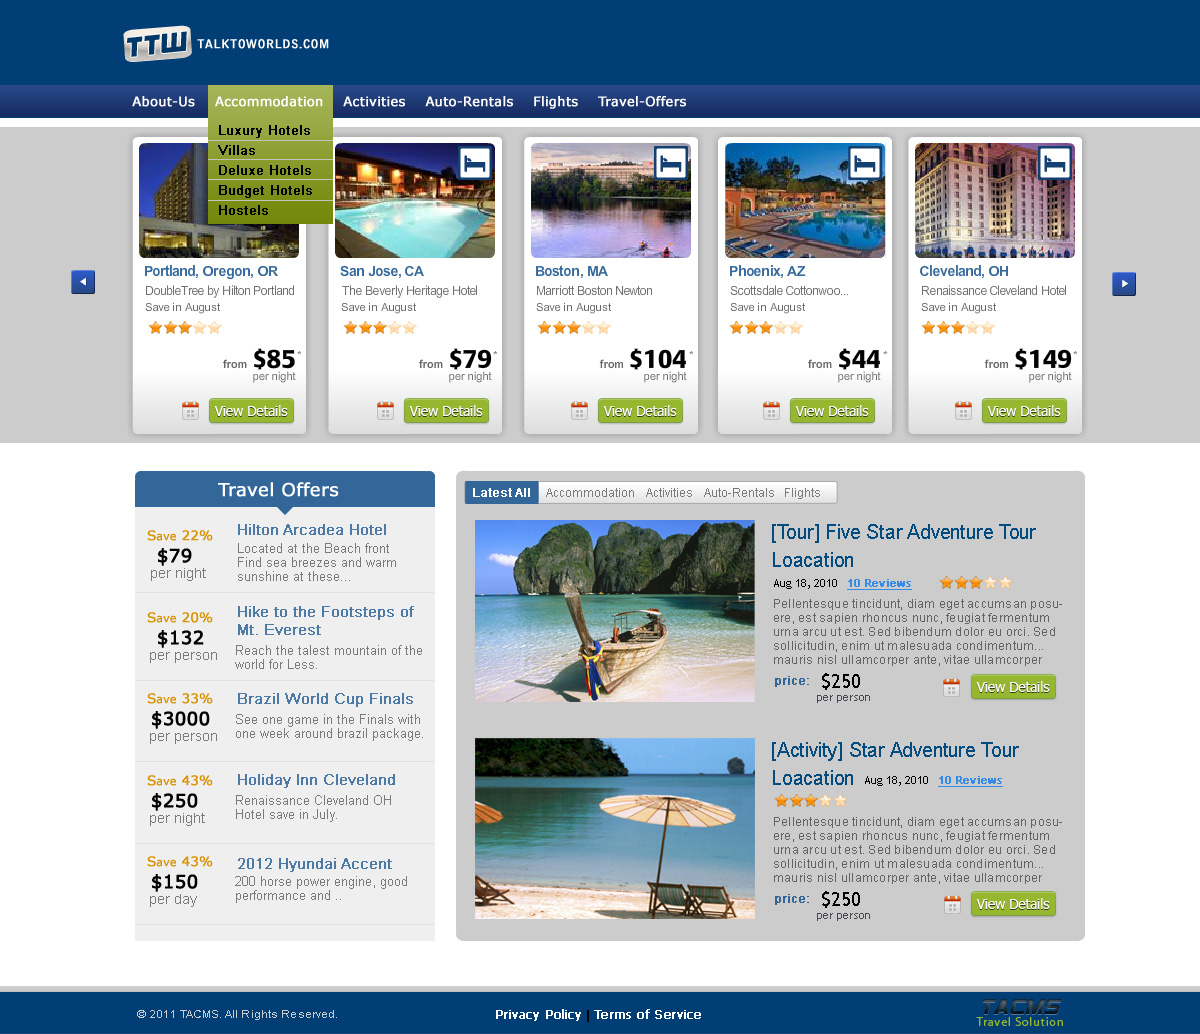 TTW TALKTOWORLDS.COM
About-Us Accommodation Activities Auto-Rentals Flights Travel-Offers
Luxury Hotels
Villas
Deluxe Hotels
Budget Hotels
Hostels
Portland, Oregon, OR
DoubleTree by Hilton Portland
Save in August
from $85*
per night
View Details
San Jose, CA
The Beverly Heritage Hotel
Save in August
from $79*
per night
View Details
Boston, MA
Marriott Boston Newton
Save in August
from $104*
per night
View Details
Phoenix, AZ
Scottsdale Cottonwoo...
Save in August
from $44*
per night
View Details
Cleveland, OH
Renaissance Cleveland Hotel
Save in August
from $149*
per night
View Details
Travel Offers
Save 22%
$79
per night
Hilton Arcadea Hotel
Located at the Beach front
Find sea breezes and warm
sunshine at these...
Save 20%
$132
per person
Hike to the Footsteps of
Mt. Everest
Reach the talest mountain of the
world for Less.
Save 33%
$3000
per person
Brazil World Cup Finals
See one game in the Finals with
one week around brazil package.
Save 43%
$250
per night
Holiday Inn Cleveland
Renaissance Cleveland OH
Hotel save in July.
Save 43%
$150
per day
2012 Hyundai Accent
200 horse power engine, good
performance and ..
Latest All Accommodation Activities Auto-Rentals Flights
[Tour] Five Star Adventure Tour
Loacation
Aug 18, 2010 10 Reviews
Pellentesque tincidunt, diam eget accumsan posu-
ere, est sapien rhoncus nunc, feugiat fermentum
urna arcu ut est. Sed bibendum dolor eu orci. Sed
sollicitudin, enim ut malesuada condimentum...
mauris nisl ullamcorper ante, vitae ullamcorper
price: $250
per person
View Details
[Activity] Star Adventure Tour
Loacation Aug 18, 2010 10 Reviews
Pellentesque tincidunt, diam eget accumsan posu-
ere, est sapien rhoncus nunc, feugiat fermentum
urna arcu ut est. Sed bibendum dolor eu orci. Sed
sollicitudin, enim ut malesuada condimentum...
mauris nisl ullamcorper ante, vitae ullamcorper
price: $250
per person
View Details
© 2011 TACMS. All Rights Reserved.
Privacy Policy | Terms of Service
TACMS
Travel Solution